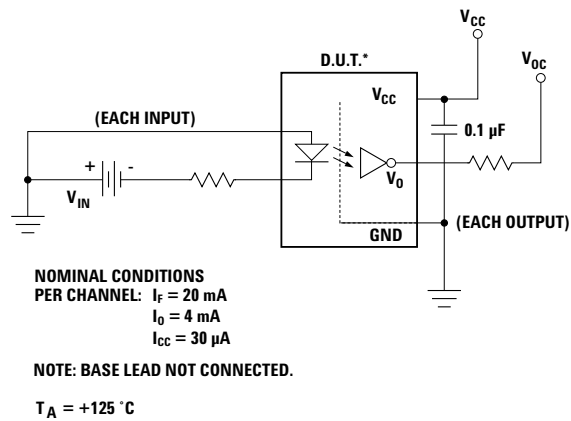 V_CC
V_OC
D.U.T.*
V_CC
(EACH INPUT)
0.1 µF
+ -
V_IN
V_O
(EACH OUTPUT)
GND
NOMINAL CONDITIONS
PER CHANNEL: I_F = 20 mA
I_O = 4 mA
I_CC = 30 µA
NOTE: BASE LEAD NOT CONNECTED.
T_A = +125 ˚C